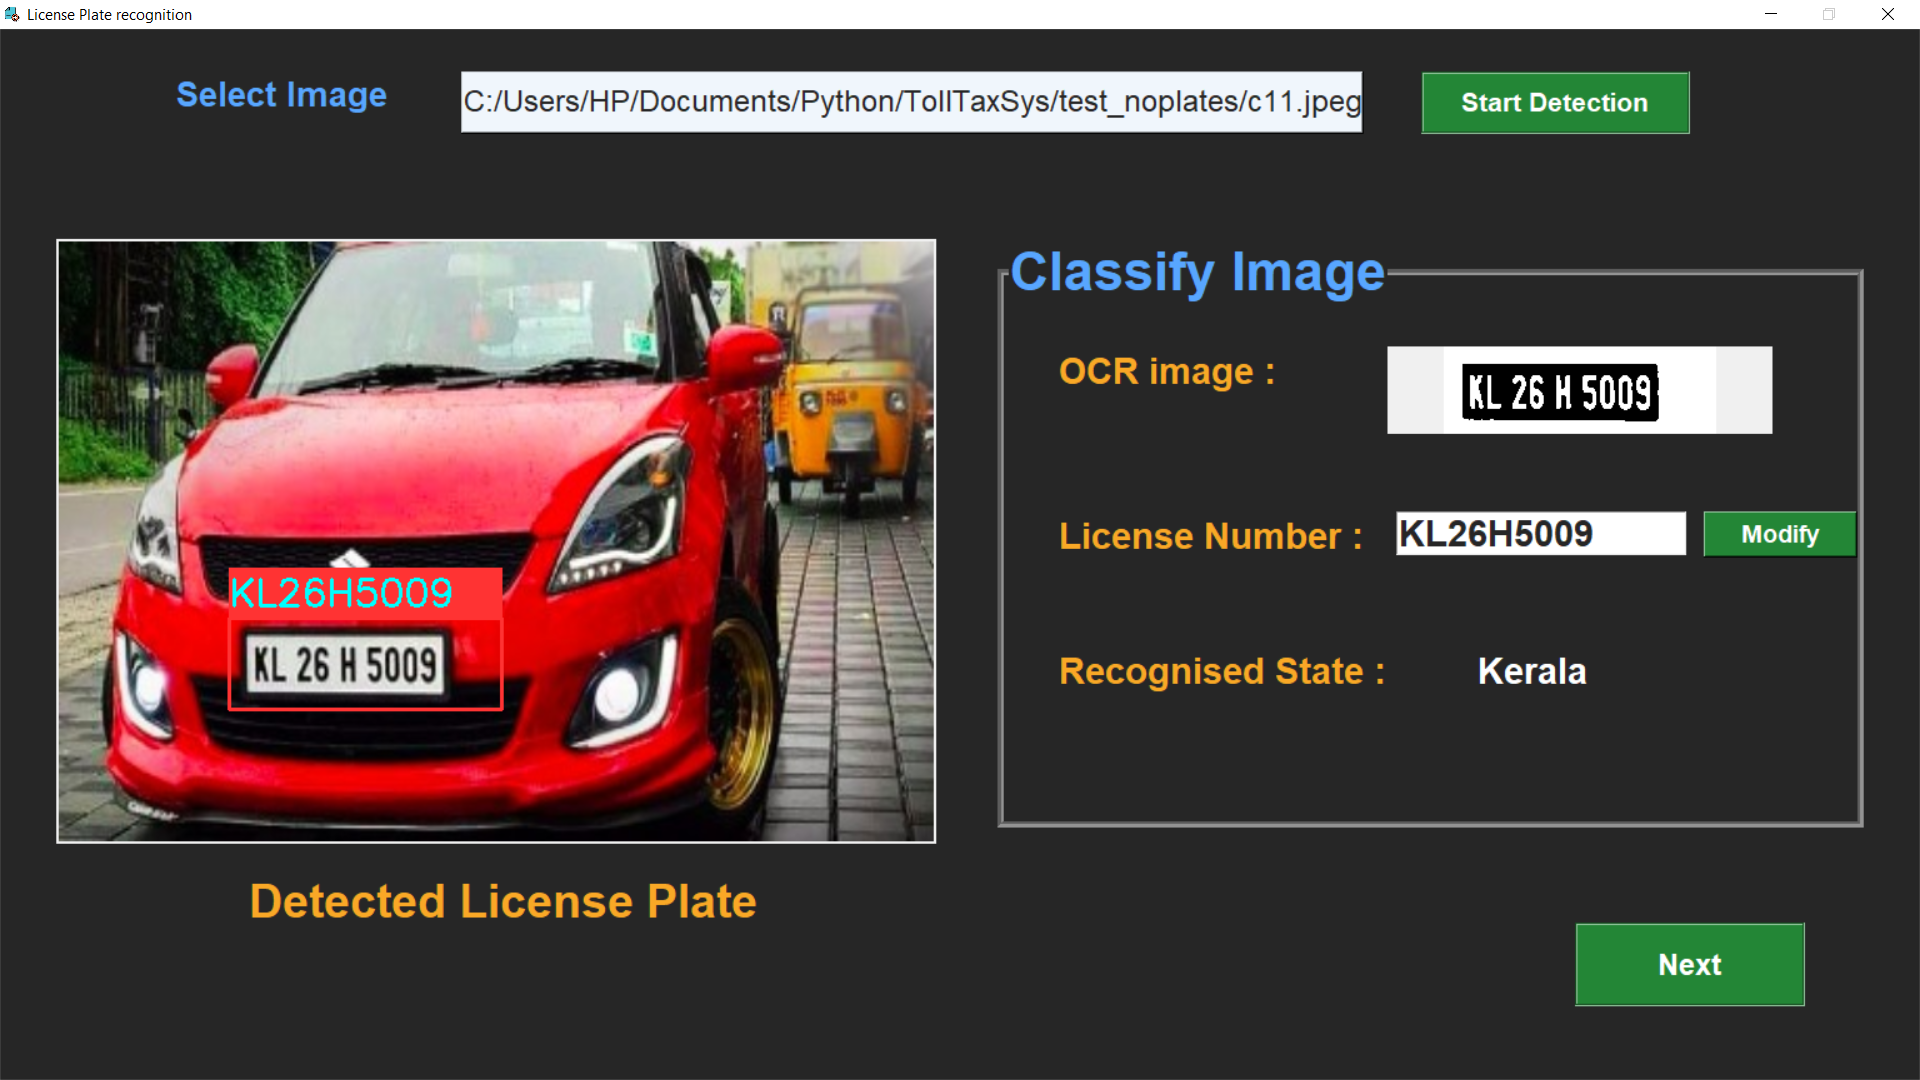 License Plate recognition
Select Image
C:/Users/HP/Documents/Python/TollTaxSys/test_noplates/c11.jpeg
Start Detection
Classify Image
OCR image :
KL 26 H 5009
License Number :
KL26H5009
Modify
Recognised State :
Kerala
KL26H5009
KL 26 H 5009
Detected License Plate
Next